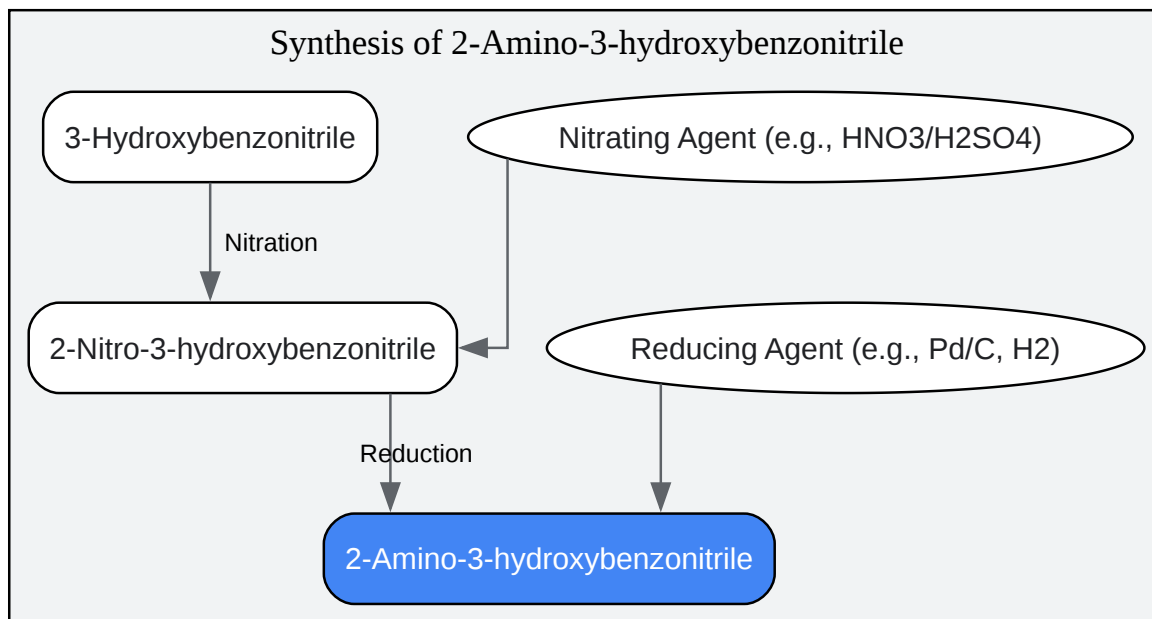 Synthesis of 2-Amino-3-hydroxybenzonitrile
3-Hydroxybenzonitrile
Nitrating Agent (e.g., HNO3/H2SO4)
Nitration
2-Nitro-3-hydroxybenzonitrile
Reducing Agent (e.g., Pd/C, H2)
Reduction
2-Amino-3-hydroxybenzonitrile